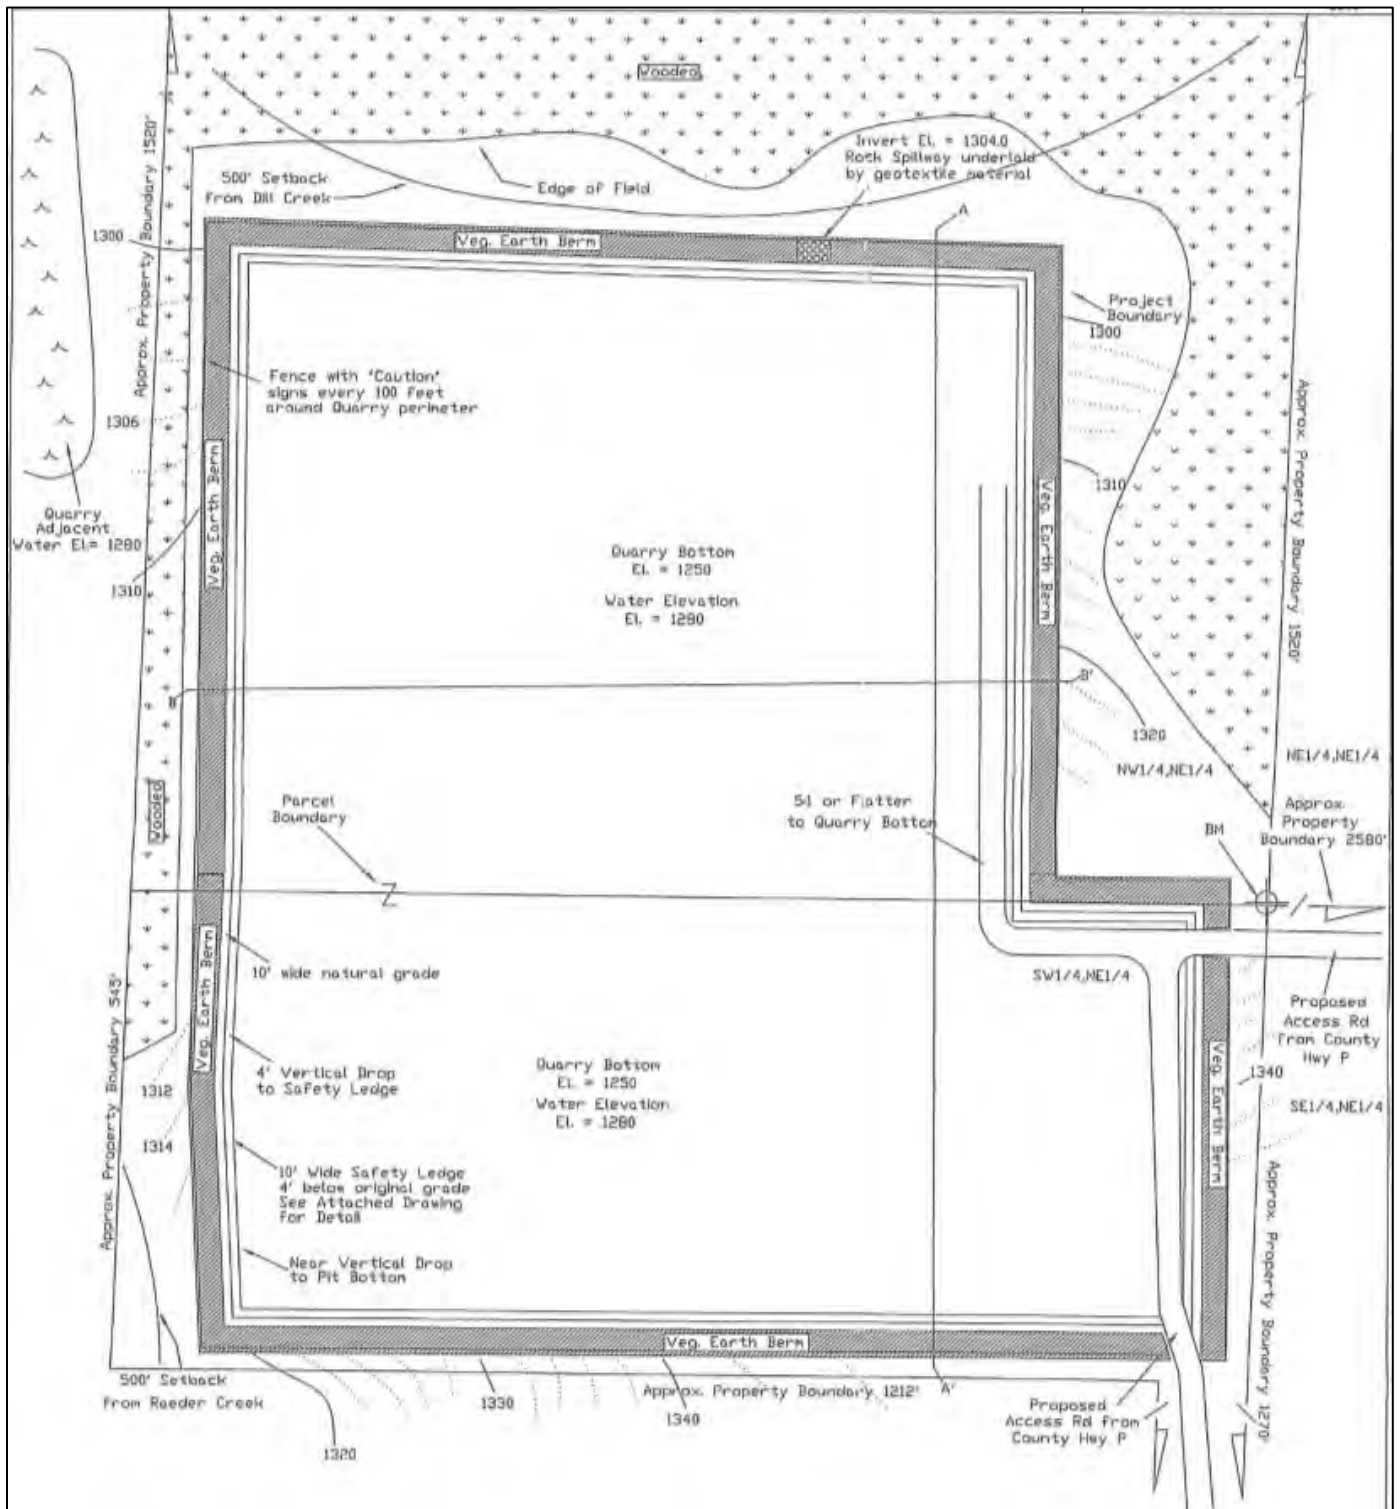 Wooded
Approx. Property Boundary 1520'
Invert El. = 1304.0
Rock Spillway underlaid
by geotextile material
500' Setback
from Dill Creek
Edge of Field
A
1300
Veg. Earth Berm
Project
Boundary
1300
Fence with 'Caution'
signs every 100 feet
around Quarry perimeter
1306
Approx. Property Boundary 1520'
Veg. Earth Berm
1310
Veg. Earth Berm
Quarry
Adjacent
Water El= 1280
1310
Quarry Bottom
El. = 1250
Water Elevation
El. = 1280
B
B'
1320
NW1/4,NE1/4
NE1/4,NE1/4
Wooded
Parcel
Boundary
5:1 or Flatter
to Quarry Bottom
BM
Approx.
Property
Boundary 2580'
10' wide natural grade
Veg. Earth Berm
SW1/4,NE1/4
Proposed
Access Rd
from County
Hwy P
Approx. Property Boundary 545'
4' Vertical Drop
to Safety Ledge
Quarry Bottom
El. = 1250
Water Elevation
El. = 1280
Veg. Earth Berm
1340
SE1/4,NE1/4
1312
1314
10' Wide Safety Ledge
4' below original grade
See Attached Drawing
For Detail
Near Vertical Drop
to Pit Bottom
Approx. Property Boundary 1270'
Veg. Earth Berm
500' Setback
from Raeder Creek
Approx. Property Boundary 1212'
A'
1330
1340
1320
Proposed
Access Rd from
County Hwy P